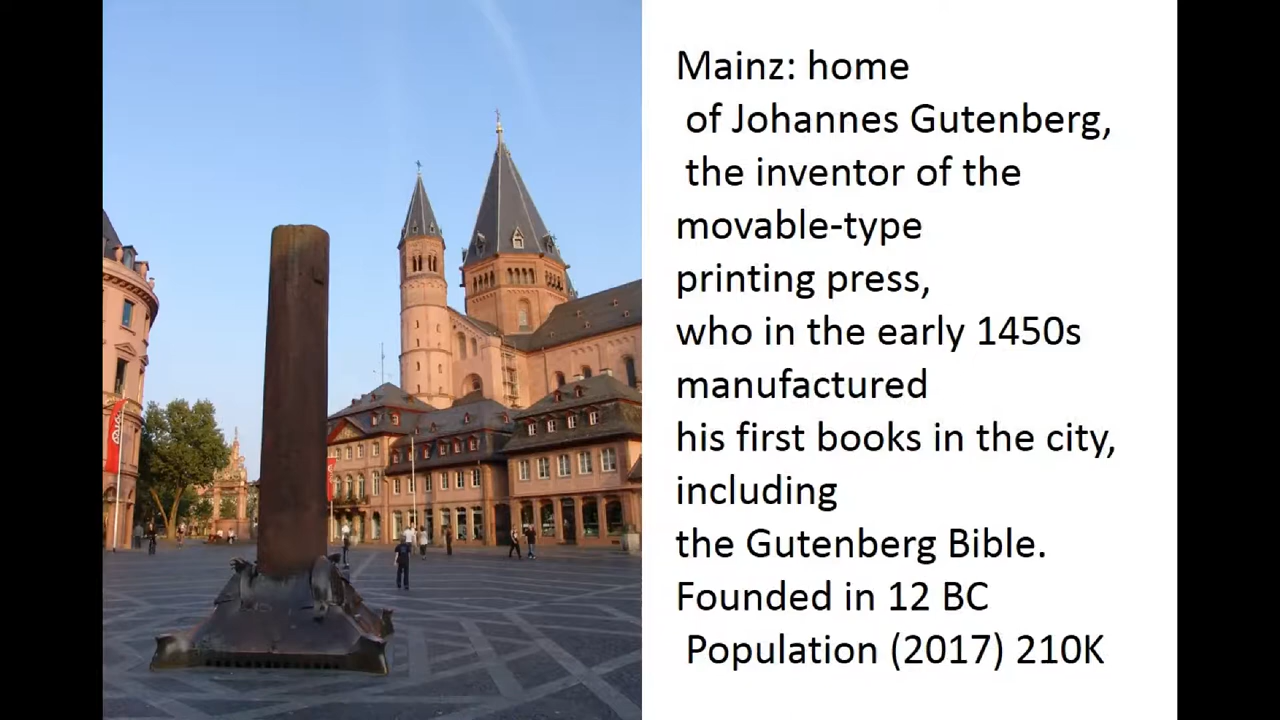 Mainz: home
of Johannes Gutenberg,
the inventor of the
movable-type
printing press,
who in the early 1450s
manufactured
his first books in the city,
including
the Gutenberg Bible.
Founded in 12 BC
Population (2017) 210K